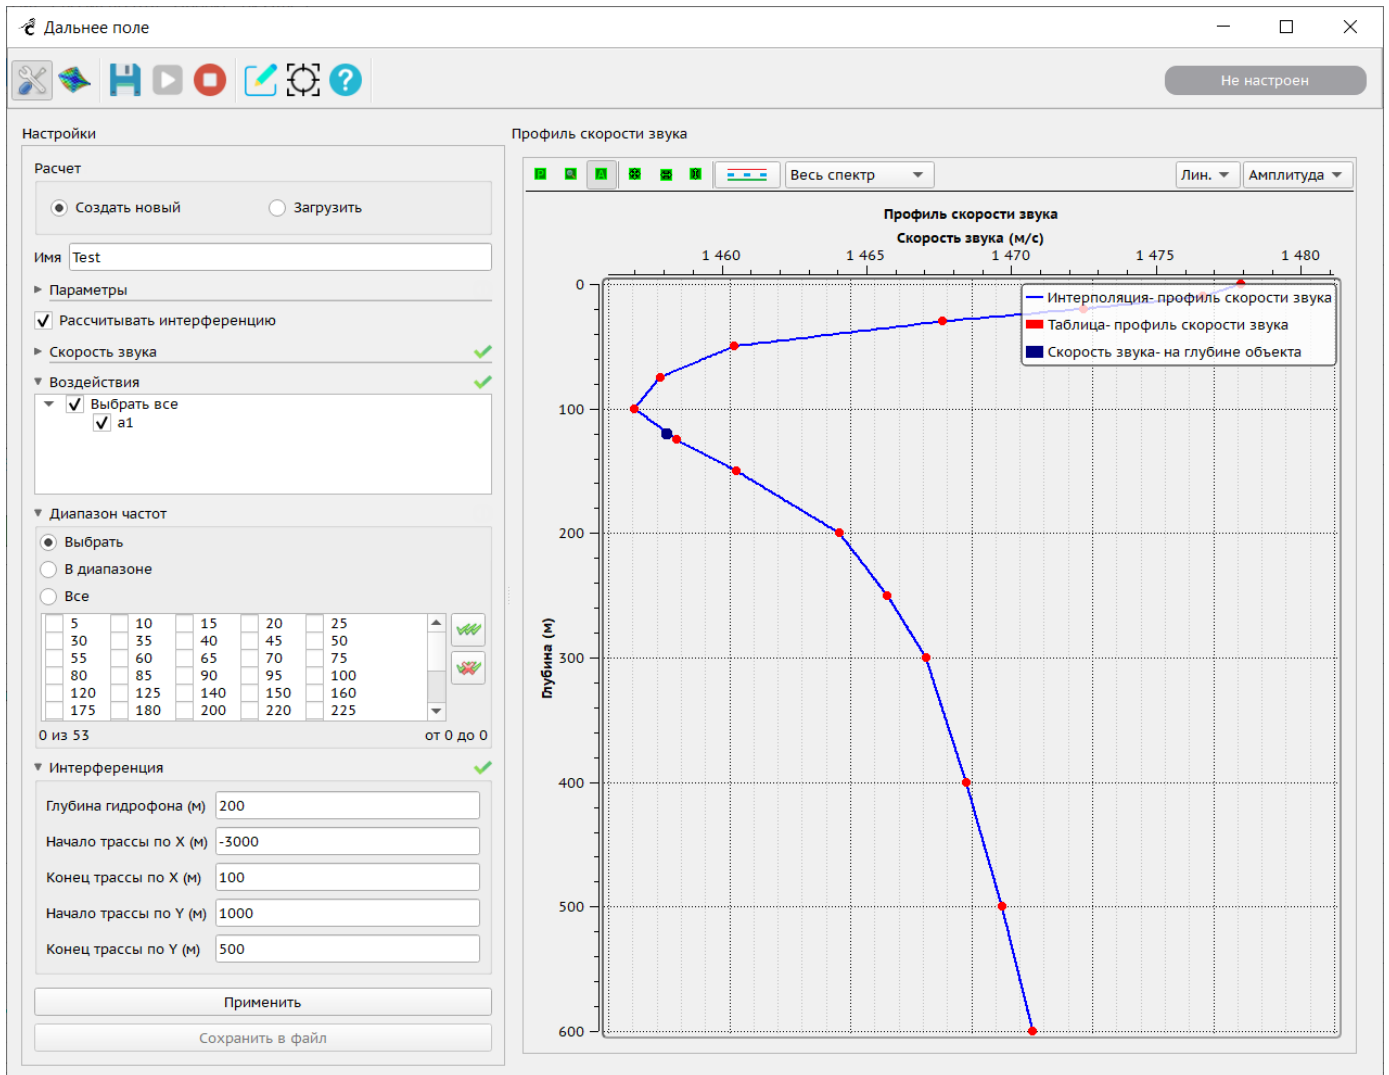 Дальнее поле
Не настроен
Настройки
Расчет
Создать новый
Загрузить
Имя Test
Параметры
Рассчитывать интерференцию
Скорость звука
Воздействия
Выбрать все
a1
Диапазон частот
Выбрать
В диапазоне
Все
5 10 15 20 25
30 35 40 45 50
55 60 65 70 75
80 85 90 95 100
120 125 140 150 160
175 180 200 220 225
0 из 53 от 0 до 0
Интерференция
Глубина гидрофона (м) 200
Начало трассы по X (м) -3000
Конец трассы по X (м) 100
Начало трассы по Y (м) 1000
Конец трассы по Y (м) 500
Применить
Сохранить в файл
Профиль скорости звука
P A
Весь спектр
Лин.
Амплитуда
Профиль скорости звука
Скорость звука (м/с)
1 460 1 465 1 470 1 475 1 480
Интерполяция- профиль скорости звука
Таблица- профиль скорости звука
Скорость звука- на глубине объекта
Глубина (м)
0
100
200
300
400
500
600